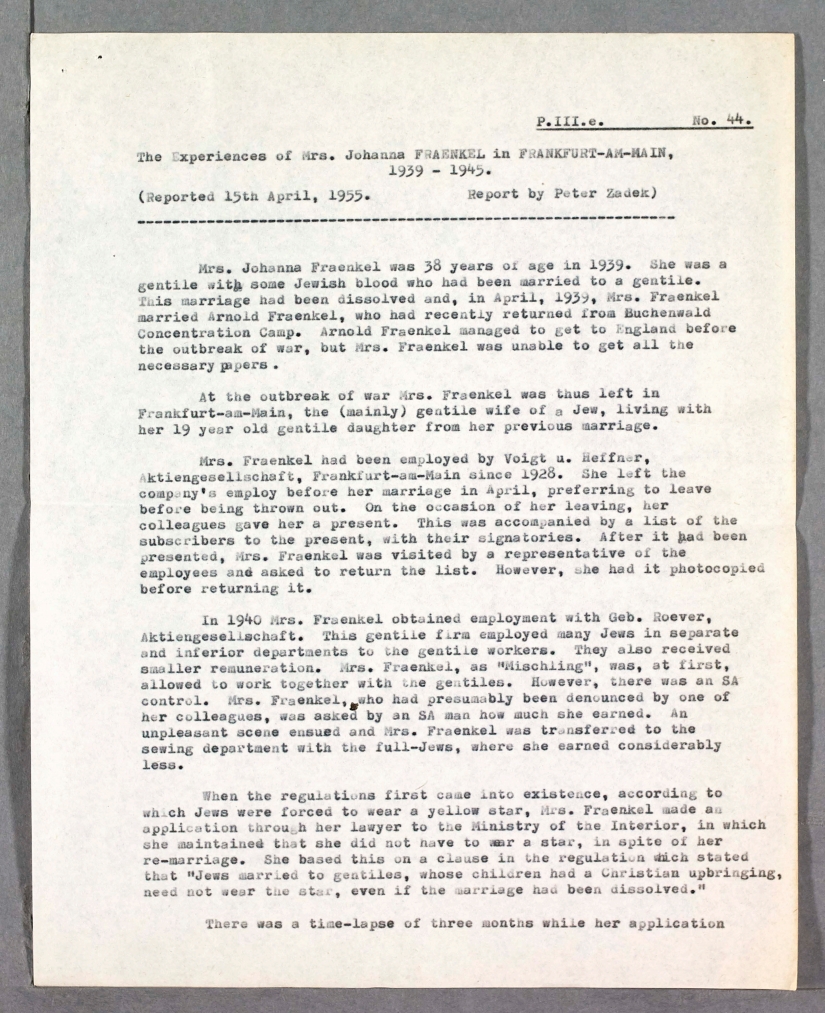 P.III.e. No. 44.
The Experiences of Mrs. Johanna FRAENKEL in FRANKFURT-AM-MAIN,
1939 - 1945.
(Reported 15th April, 1955. Report by Peter Zadek)
Mrs. Johanna Fraenkel was 38 years of age in 1939. She was a
gentile with some Jewish blood who had been married to a gentile.
This marriage had been dissolved and, in April, 1939, Mrs. Fraenkel
married Arnold Fraenkel, who had recently returned from Buchenwald
Concentration Camp. Arnold Fraenkel managed to get to England before
the outbreak of war, but Mrs. Fraenkel was unable to get all the
necessary papers.
At the outbreak of war Mrs. Fraenkel was thus left in
Frankfurt-am-Main, the (mainly) gentile wife of a Jew, living with
her 19 year old gentile daughter from her previous marriage.
Mrs. Fraenkel had been employed by Voigt u. Heffner,
Aktiengesellschaft, Frankfurt-am-Main since 1928. She left the
company's employ before her marriage in April, preferring to leave
before being thrown out. On the occasion of her leaving, her
colleagues gave her a present. This was accompanied by a list of the
subscribers to the present, with their signatories. After it had been
presented, Mrs. Fraenkel was visited by a representative of the
employees and asked to return the list. However, she had it photocopied
before returning it.
In 1940 Mrs. Fraenkel obtained employment with Geb. Roever,
Aktiengesellschaft. This gentile firm employed many Jews in separate
and inferior departments to the gentile workers. They also received
smaller remuneration. Mrs. Fraenkel, as "Mischling", was, at first,
allowed to work together with the gentiles. However, there was an SA
control. Mrs. Fraenkel, who had presumably been denounced by one of
her colleagues, was asked by an SA man how much she earned. An
unpleasant scene ensued and Mrs. Fraenkel was transferred to the
sewing department with the full-Jews, where she earned considerably
less.
When the regulations first came into existence, according to
which Jews were forced to wear a yellow star, Mrs. Fraenkel made an
application through her lawyer to the Ministry of the Interior, in which
she maintained that she did not have to war a star, in spite of her
re-marriage. She based this on a clause in the regulation which stated
that "Jews married to gentiles, whose children had a Christian upbringing,
need not wear the star, even if the marriage had been dissolved."
There was a time-lapse of three months while her application